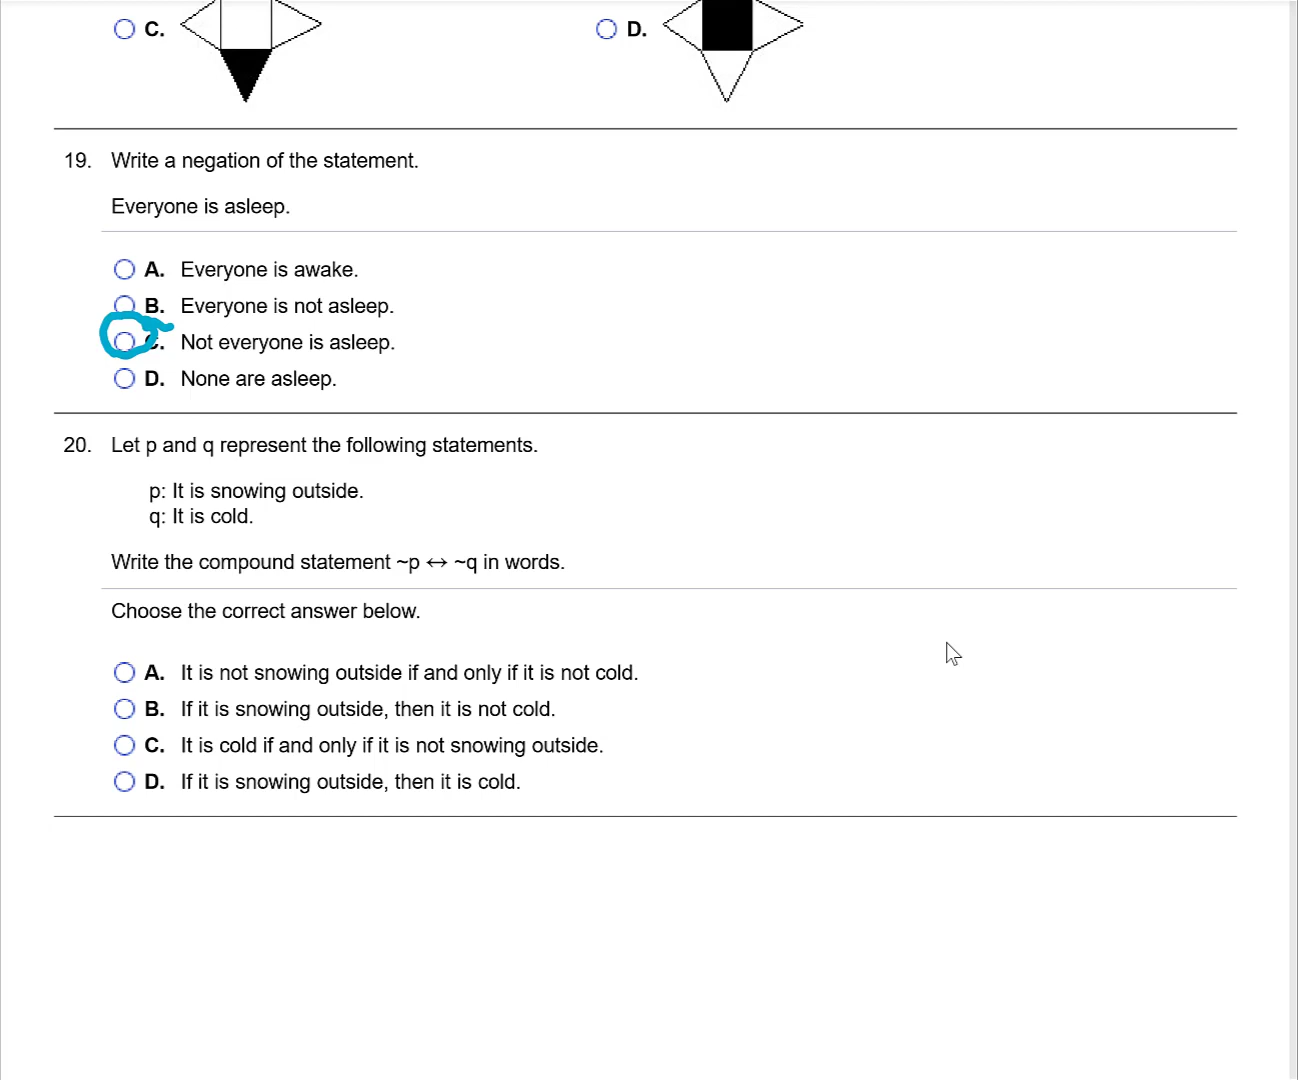 C. D.
19. Write a negation of the statement.
Everyone is asleep.
A. Everyone is awake.
B. Everyone is not asleep.
C. Not everyone is asleep.
D. None are asleep.
20. Let p and q represent the following statements.
p: It is snowing outside.
q: It is cold.
Write the compound statement ~p ↔ ~q in words.
Choose the correct answer below.
A. It is not snowing outside if and only if it is not cold.
B. If it is snowing outside, then it is not cold.
C. It is cold if and only if it is not snowing outside.
D. If it is snowing outside, then it is cold.